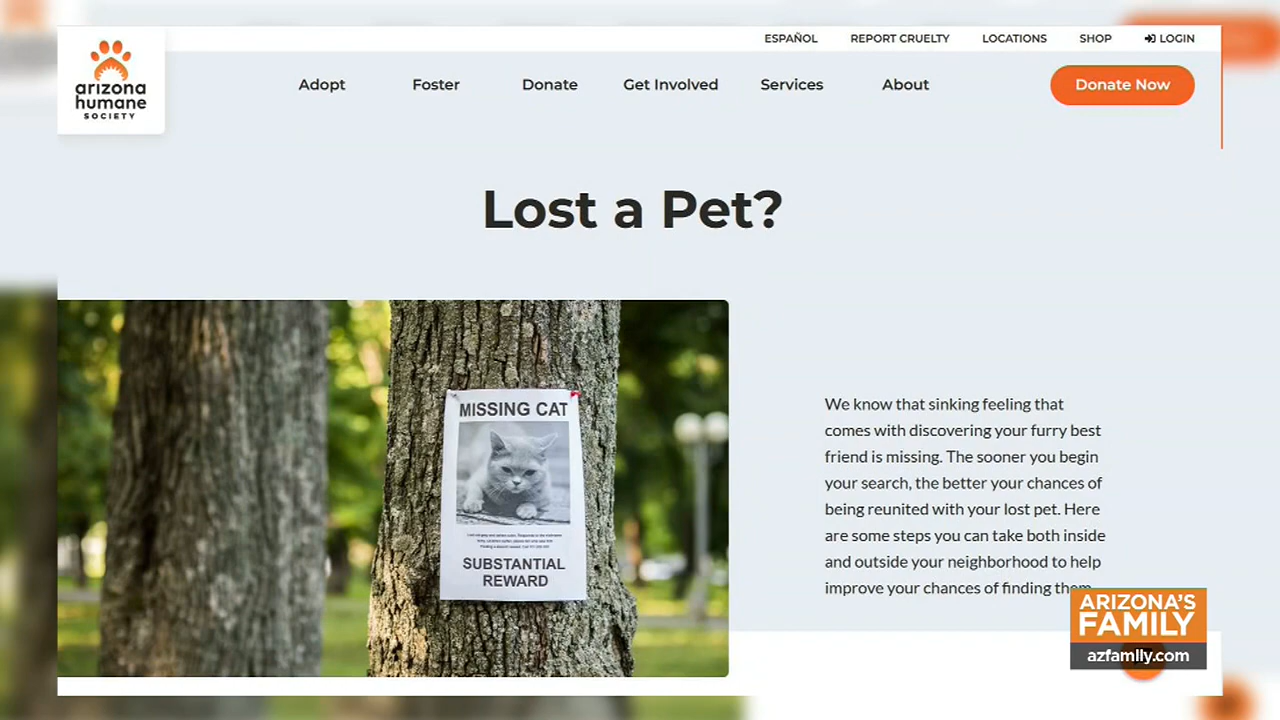 ESPAÑOL REPORT CRUELTY LOCATIONS SHOP LOGIN
arizona
humane
SOCIETY
Adopt Foster Donate Get Involved Services About Donate Now
Lost a Pet?
MISSING CAT
SUBSTANTIAL
REWARD
We know that sinking feeling that
comes with discovering your furry best
friend is missing. The sooner you begin
your search, the better your chances of
being reunited with your lost pet. Here
are some steps you can take both inside
and outside your neighborhood to help
improve your chances of finding them.
ARIZONA'S
FAMILY
azfamily.com